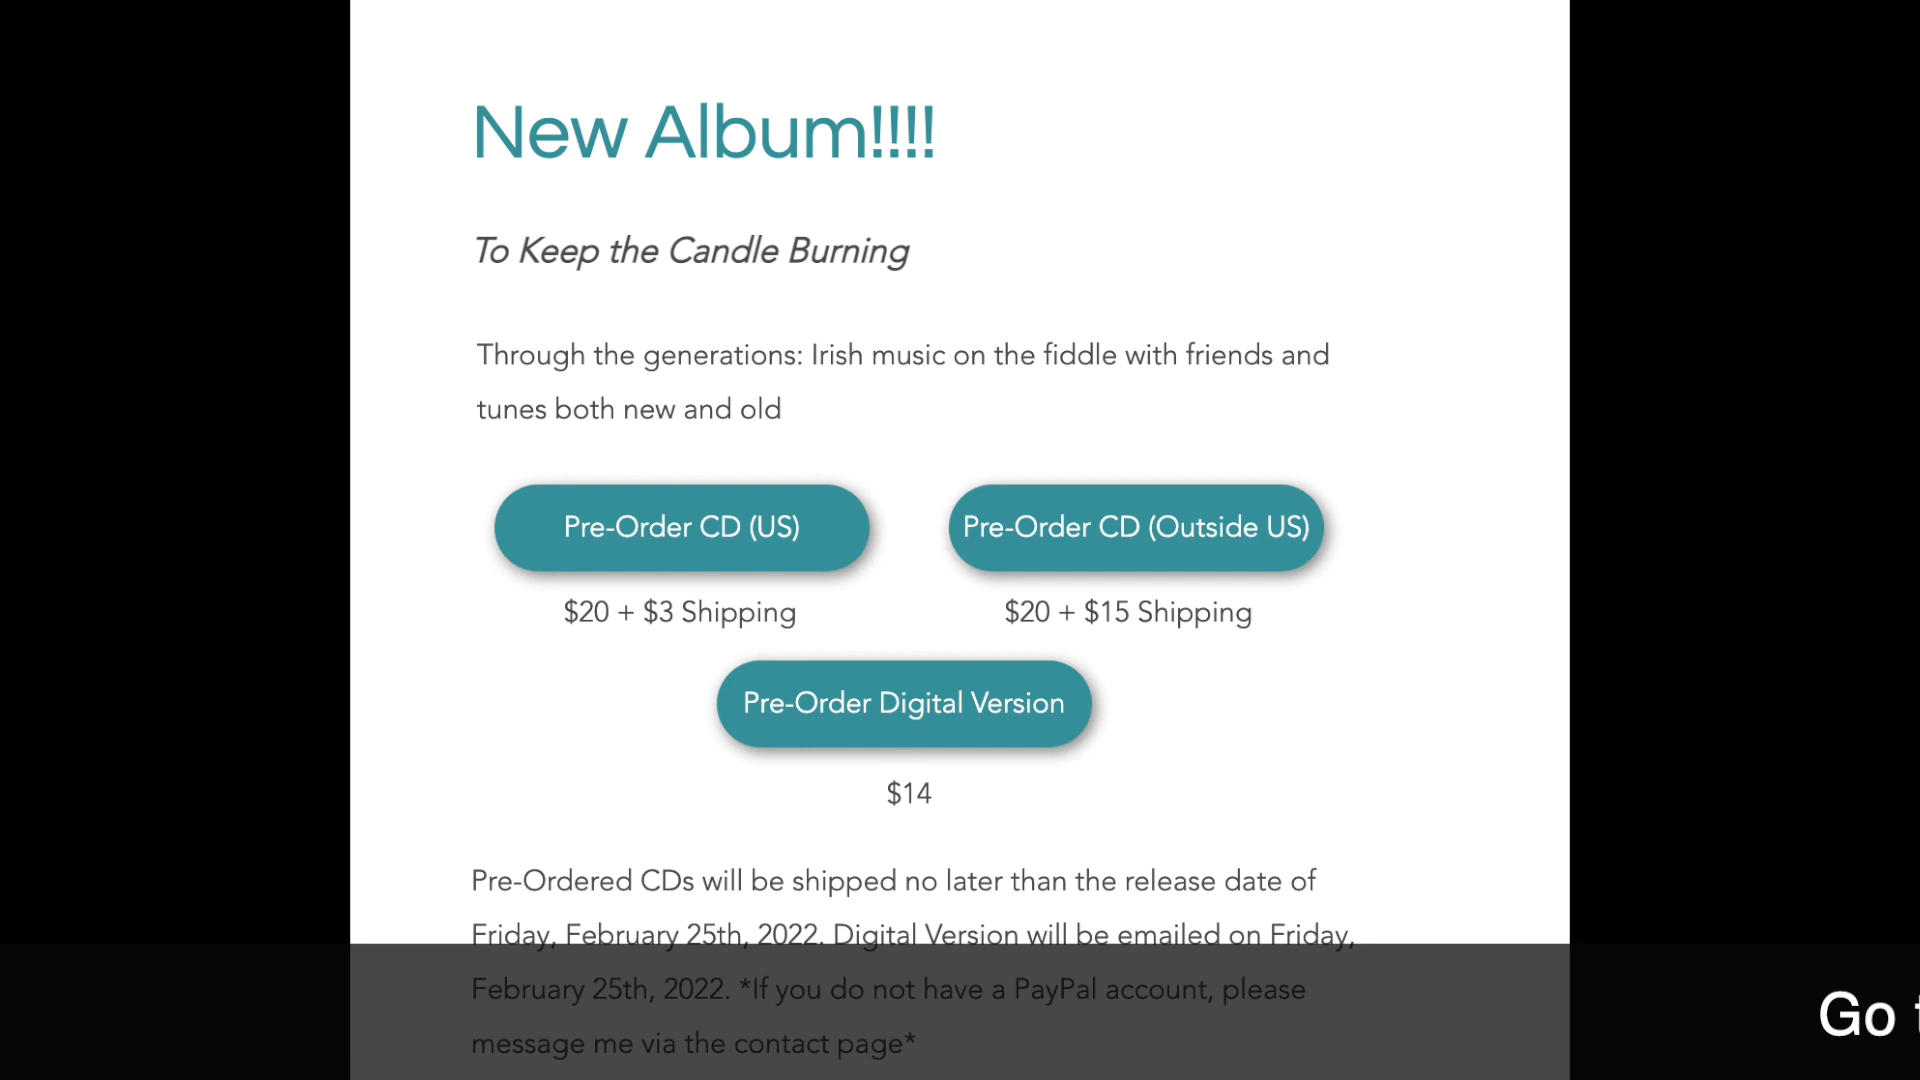 New Album!!!!
To Keep the Candle Burning
Through the generations: Irish music on the fiddle with friends and
tunes both new and old
Pre-Order CD (US)
Pre-Order CD (Outside US)
$20 + $3 Shipping
$20 + $15 Shipping
Pre-Order Digital Version
$14
Pre-Ordered CDs will be shipped no later than the release date of
Friday, February 25th, 2022. Digital Version will be emailed on Friday,
February 25th, 2022. *If you do not have a PayPal account, please
message me via the contact page*
Go